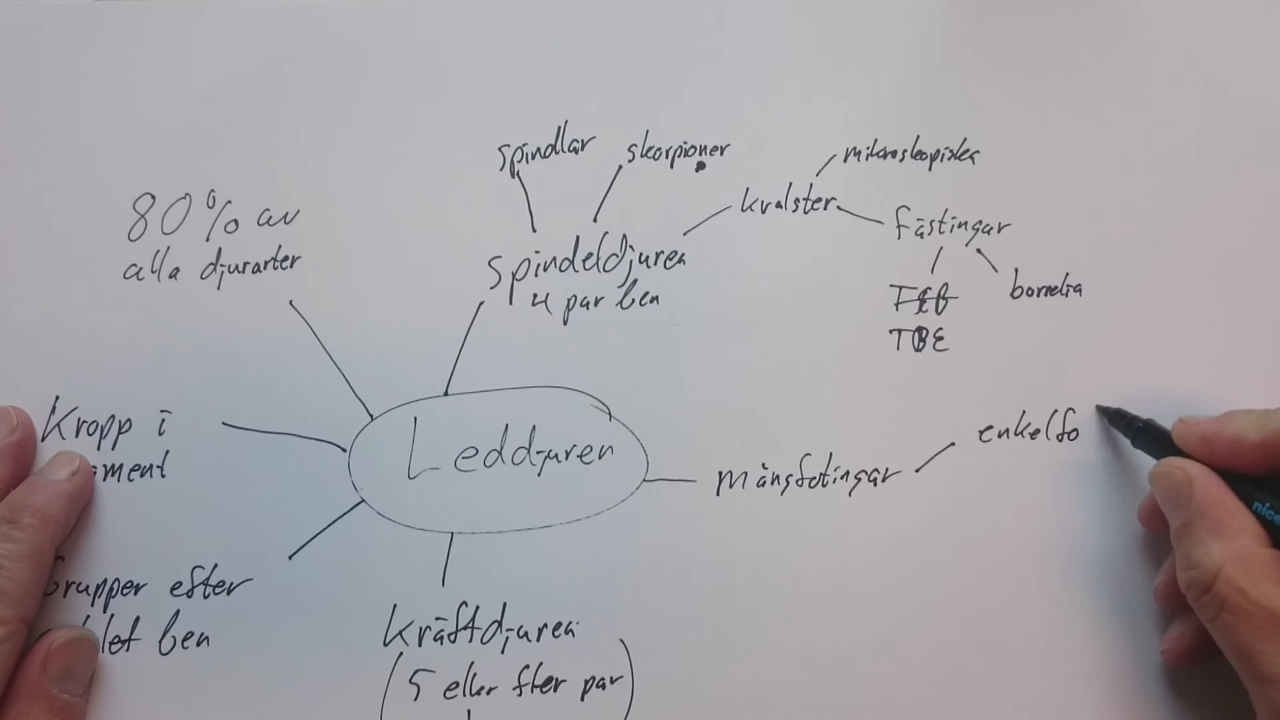 spindlar
skorpioner
mikroskopiska
80% av
alla djurarter
kvalster
fästingar
spindeldjuren
4 par ben
TEB
TBE
borrelia
Kropp i
Leddjuren
enkelfo
mångfotingar
Grupper efter
ben
Kräftdjuren
(5 eller fler par)